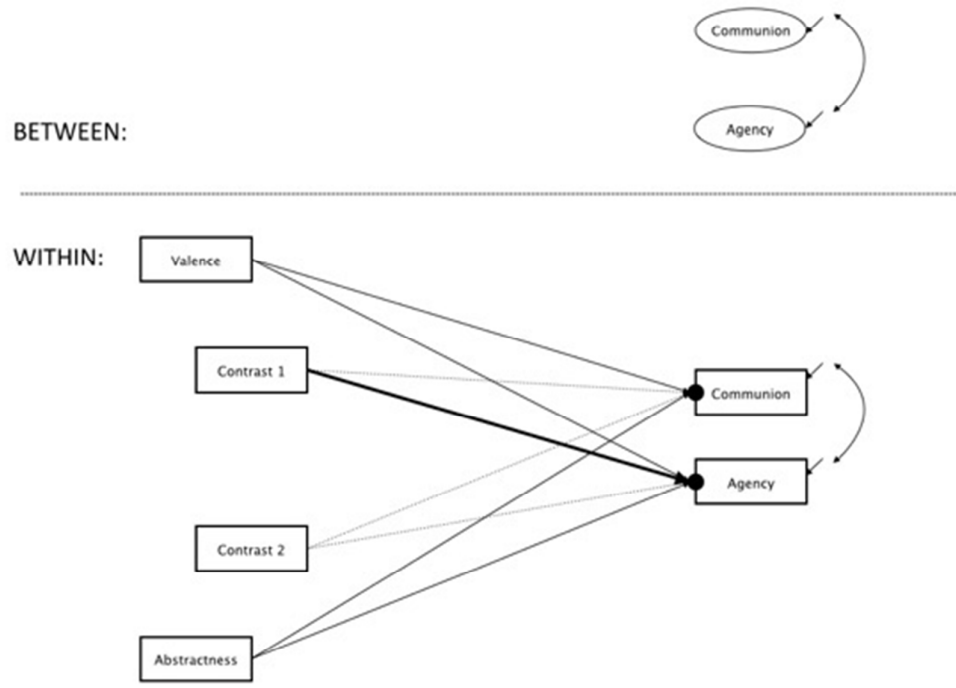 Communion
Agency
BETWEEN:
WITHIN:
Valence
Contrast 1
Communion
Agency
Contrast 2
Abstractness